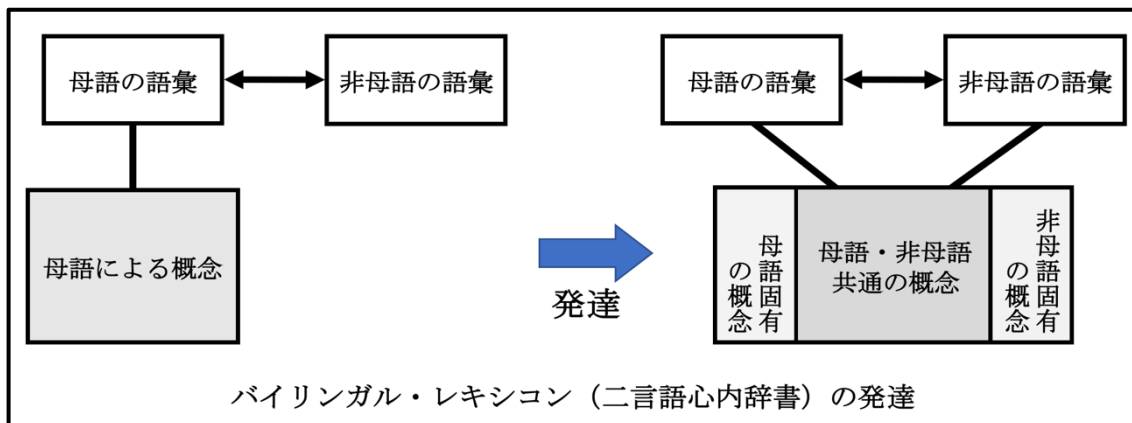 母語の語彙
非母語の語彙
母語による概念
発達
母語の語彙
非母語の語彙
母語固有
の概念
母語・非母語
共通の概念
非母語固有
の概念
バイリンガル・レキシコン（二言語心内辞書）の発達